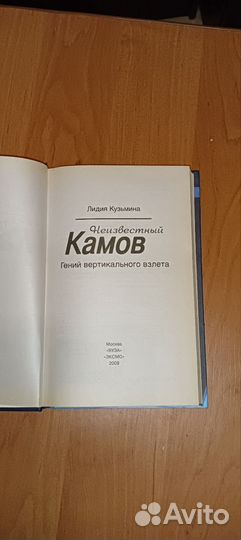 Лидия Кузьмина
Неизвестный
Камов
Гений вертикального взлета
Москва
«ЯУЗА»
«ЭКСМО»
2009
Avito